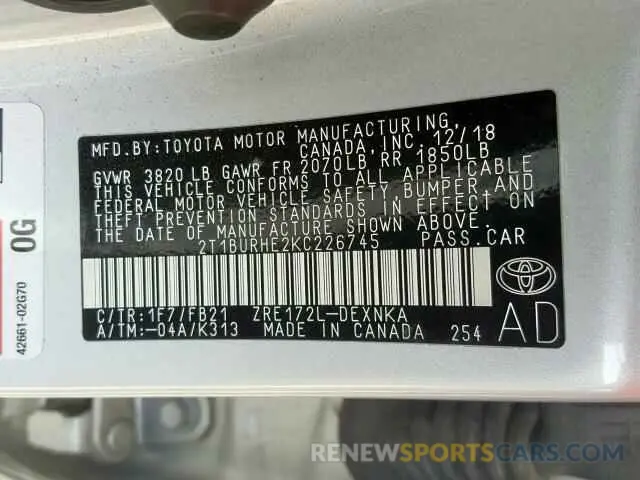 MFD.BY:TOYOTA MOTOR MANUFACTURING,
CANADA,INC. 12/18
GVWR 3820 LB GAWR FR 2070LB RR 1850LB
THIS VEHICLE CONFORMS TO ALL APPLICABLE
FEDERAL MOTOR VEHICLE SAFETY, BUMPER, AND
THEFT PREVENTION STANDARDS IN EFFECT ON
THE DATE OF MANUFACTURE SHOWN ABOVE.
2T1BURHE2KC226745 PASS.CAR
C/TR:1F7/FB21 ZRE172L-DEXNKA
A/TM:-04A/K313 MADE IN CANADA 254
AD
0G
42661-02G70
RENEWSPORTSCARS.COM